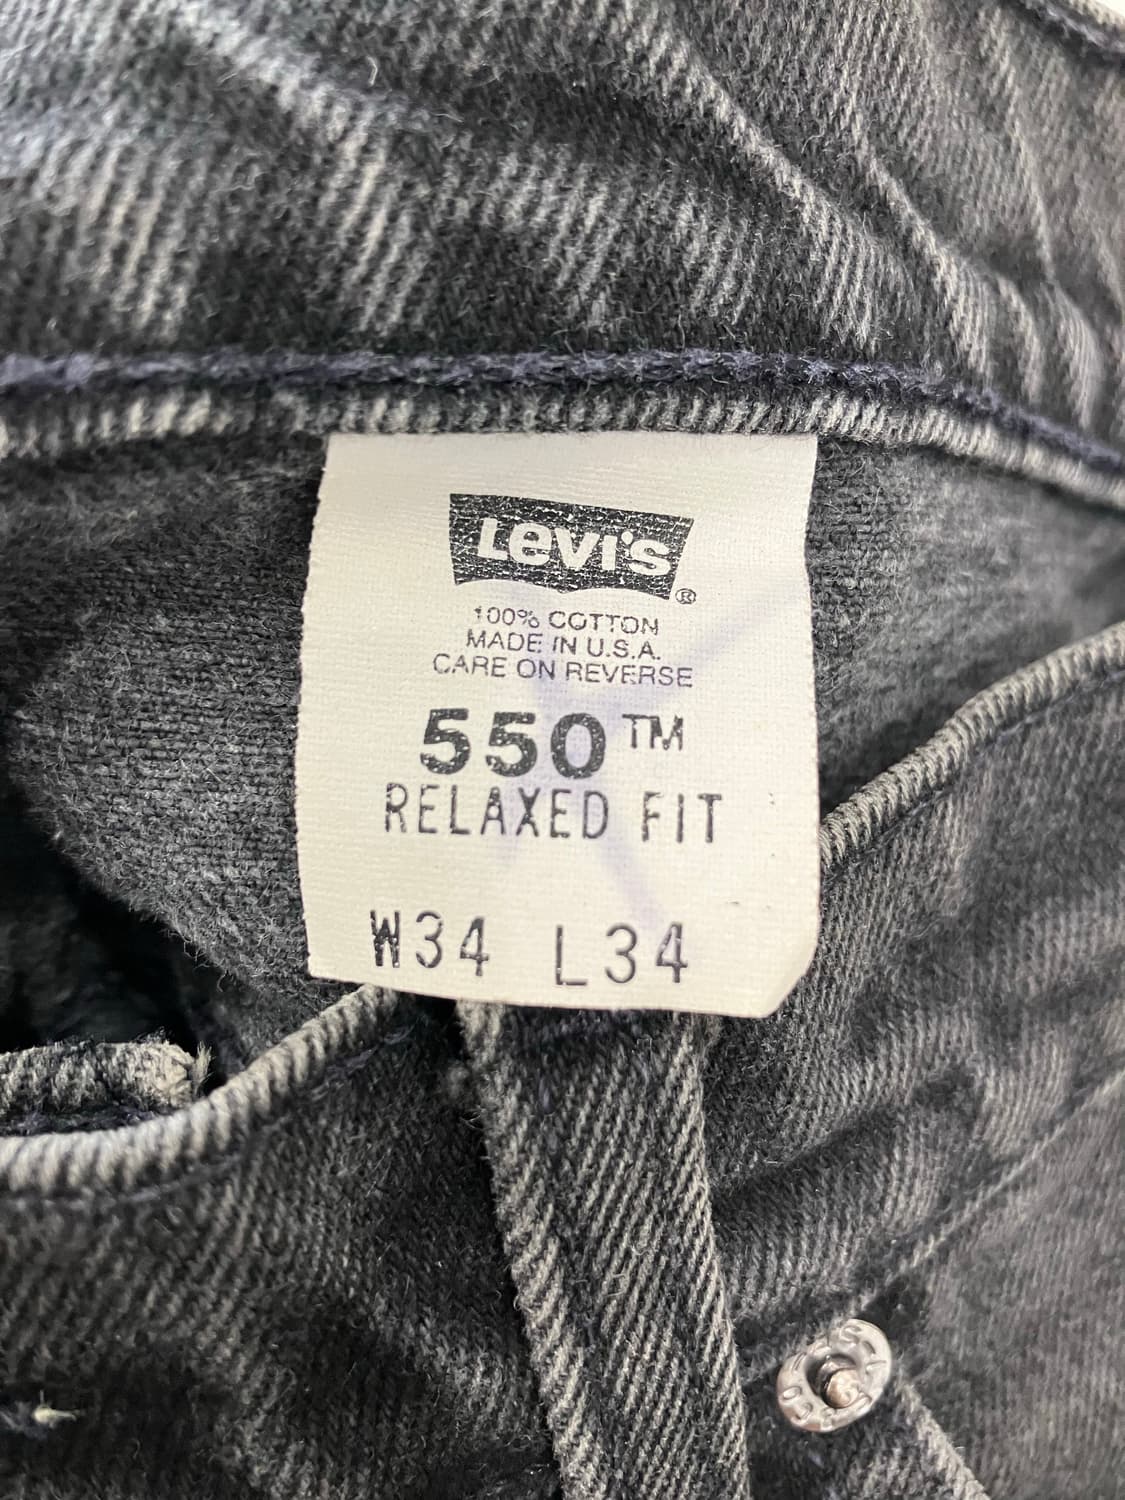 Levi's ®
100% COTTON
MADE IN U.S.A.
CARE ON REVERSE
550™
RELAXED FIT
W34 L34